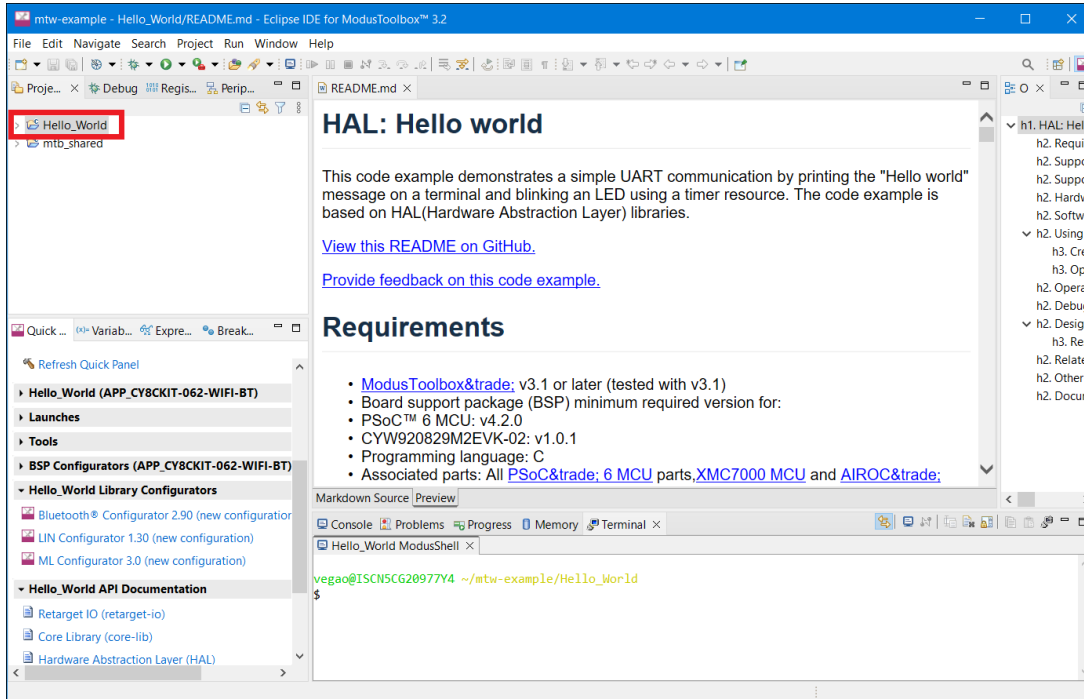 mtw-example - Hello_World/README.md - Eclipse IDE for ModusToolbox™ 3.2
File Edit Navigate Search Project Run Window Help
Proje... Debug Regis... Perip...
Hello_World
mtb_shared
README.md
HAL: Hello world
This code example demonstrates a simple UART communication by printing the "Hello world"
message on a terminal and blinking an LED using a timer resource. The code example is
based on HAL(Hardware Abstraction Layer) libraries.
View this README on GitHub.
Provide feedback on this code example.
Requirements
• ModusToolbox&trade; v3.1 or later (tested with v3.1)
• Board support package (BSP) minimum required version for:
• PSoC™ 6 MCU: v4.2.0
• CYW920829M2EVK-02: v1.0.1
• Programming language: C
• Associated parts: All PSoC&trade; 6 MCU parts,XMC7000 MCU and AIROC&trade;
Markdown Source Preview
O
h1. HAL: Hel
h2. Requi
h2. Suppo
h2. Suppo
h2. Hardw
h2. Softw
h2. Using
h3. Cre
h3. Op
h2. Opera
h2. Debug
h2. Desig
h3. Re
h2. Relate
h2. Other
h2. Docum
Quick ... (x)= Variab... Expre... Break...
Refresh Quick Panel
Hello_World (APP_CY8CKIT-062-WIFI-BT)
Launches
Tools
BSP Configurators (APP_CY8CKIT-062-WIFI-BT)
Hello_World Library Configurators
Bluetooth® Configurator 2.90 (new configuration
LIN Configurator 1.30 (new configuration)
ML Configurator 3.0 (new configuration)
Hello_World API Documentation
Retarget IO (retarget-io)
Core Library (core-lib)
Hardware Abstraction Layer (HAL)
Console Problems Progress Memory Terminal
Hello_World ModusShell
vegao@ISCN5CG20977Y4 ~/mtw-example/Hello_World
$